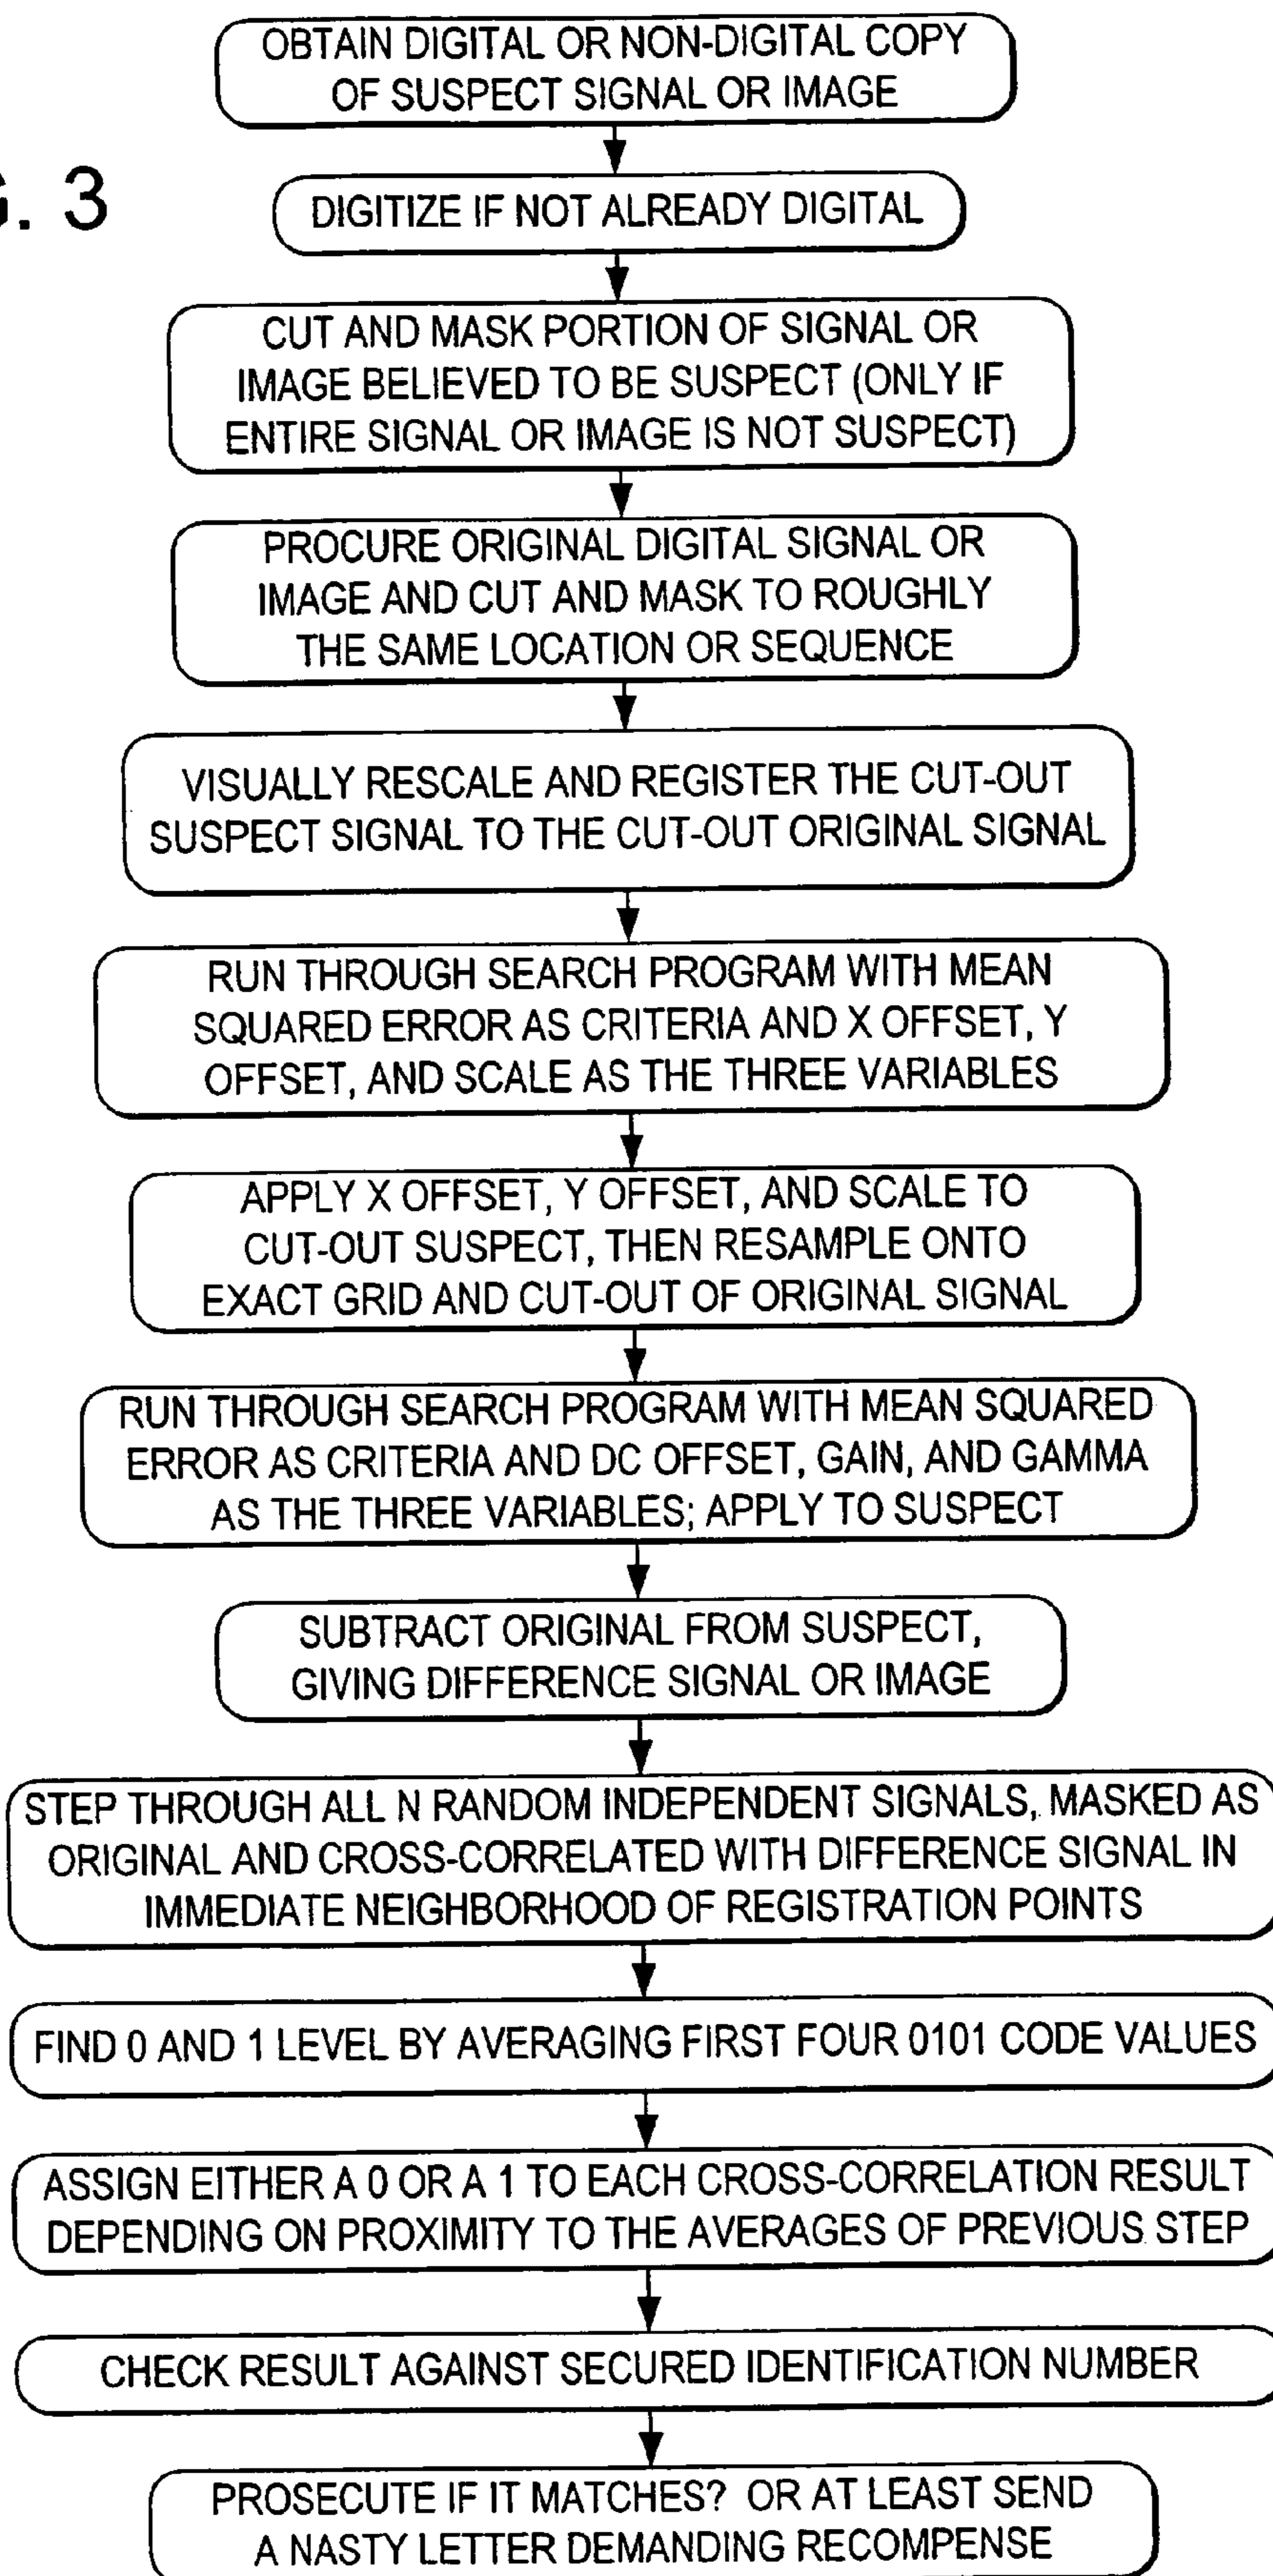 OBTAIN DIGITAL OR NON-DIGITAL COPY
OF SUSPECT SIGNAL OR IMAGE
G. 3
DIGITIZE IF NOT ALREADY DIGITAL
CUT AND MASK PORTION OF SIGNAL OR
IMAGE BELIEVED TO BE SUSPECT (ONLY IF
ENTIRE SIGNAL OR IMAGE IS NOT SUSPECT)
PROCURE ORIGINAL DIGITAL SIGNAL OR
IMAGE AND CUT AND MASK TO ROUGHLY
THE SAME LOCATION OR SEQUENCE
VISUALLY RESCALE AND REGISTER THE CUT-OUT
SUSPECT SIGNAL TO THE CUT-OUT ORIGINAL SIGNAL
RUN THROUGH SEARCH PROGRAM WITH MEAN
SQUARED ERROR AS CRITERIA AND X OFFSET, Y
OFFSET, AND SCALE AS THE THREE VARIABLES
APPLY X OFFSET, Y OFFSET, AND SCALE TO
CUT-OUT SUSPECT, THEN RESAMPLE ONTO
EXACT GRID AND CUT-OUT OF ORIGINAL SIGNAL
RUN THROUGH SEARCH PROGRAM WITH MEAN SQUARED
ERROR AS CRITERIA AND DC OFFSET, GAIN, AND GAMMA
AS THE THREE VARIABLES; APPLY TO SUSPECT
SUBTRACT ORIGINAL FROM SUSPECT,
GIVING DIFFERENCE SIGNAL OR IMAGE
STEP THROUGH ALL N RANDOM INDEPENDENT SIGNALS, MASKED AS
ORIGINAL AND CROSS-CORRELATED WITH DIFFERENCE SIGNAL IN
IMMEDIATE NEIGHBORHOOD OF REGISTRATION POINTS
FIND 0 AND 1 LEVEL BY AVERAGING FIRST FOUR 0101 CODE VALUES
ASSIGN EITHER A 0 OR A 1 TO EACH CROSS-CORRELATION RESULT
DEPENDING ON PROXIMITY TO THE AVERAGES OF PREVIOUS STEP
CHECK RESULT AGAINST SECURED IDENTIFICATION NUMBER
PROSECUTE IF IT MATCHES? OR AT LEAST SEND
A NASTY LETTER DEMANDING RECOMPENSE